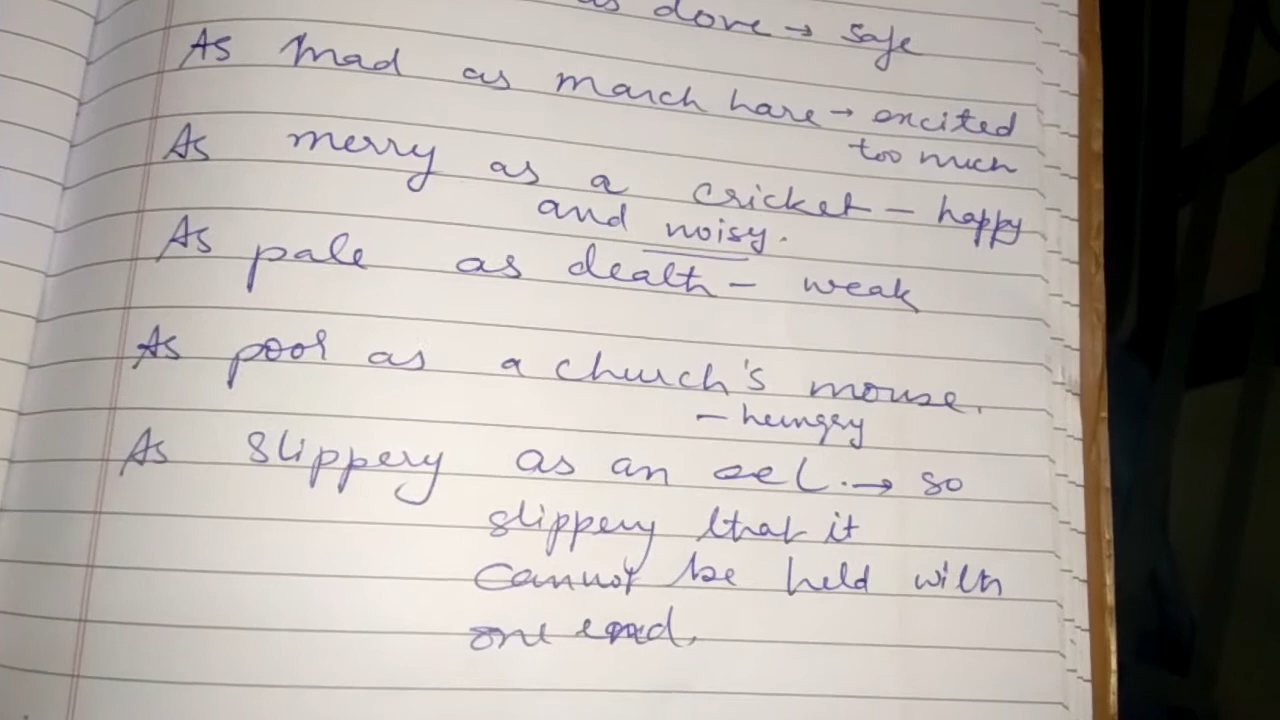 as dove → safe
As mad as march hare → encited
too much
As merry as a cricket – happy
and noisy.
As pale as death – weak
As poor as a church's mouse.
– hungry
As slippery as an eel. → so
slippery that it
cannot be held with
one